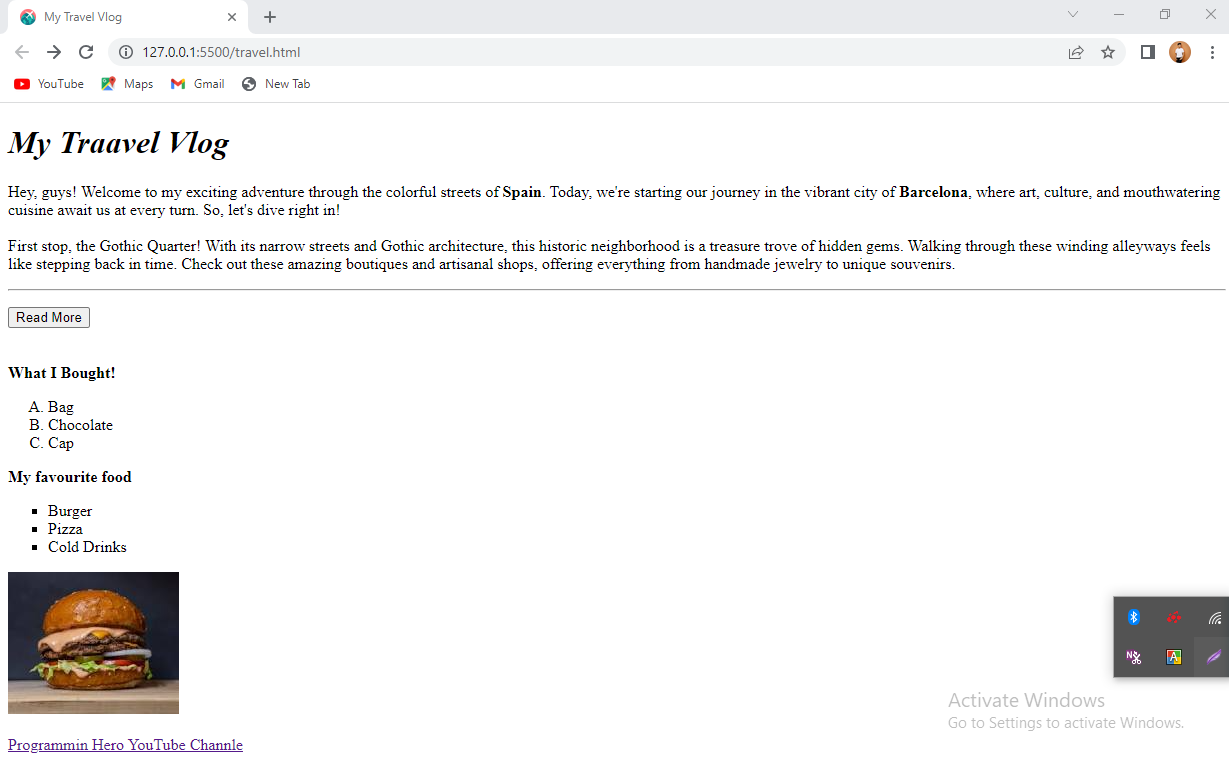 My Travel Vlog
127.0.0.1:5500/travel.html
YouTube Maps Gmail New Tab
My Traavel Vlog
Hey, guys! Welcome to my exciting adventure through the colorful streets of Spain. Today, we're starting our journey in the vibrant city of Barcelona, where art, culture, and mouthwatering
cuisine await us at every turn. So, let's dive right in!
First stop, the Gothic Quarter! With its narrow streets and Gothic architecture, this historic neighborhood is a treasure trove of hidden gems. Walking through these winding alleyways feels
like stepping back in time. Check out these amazing boutiques and artisanal shops, offering everything from handmade jewelry to unique souvenirs.
Read More
What I Bought!
A. Bag
B. Chocolate
C. Cap
My favourite food
▪ Burger
▪ Pizza
▪ Cold Drinks
N
A
Activate Windows
Go to Settings to activate Windows.
Programmin Hero YouTube Channle